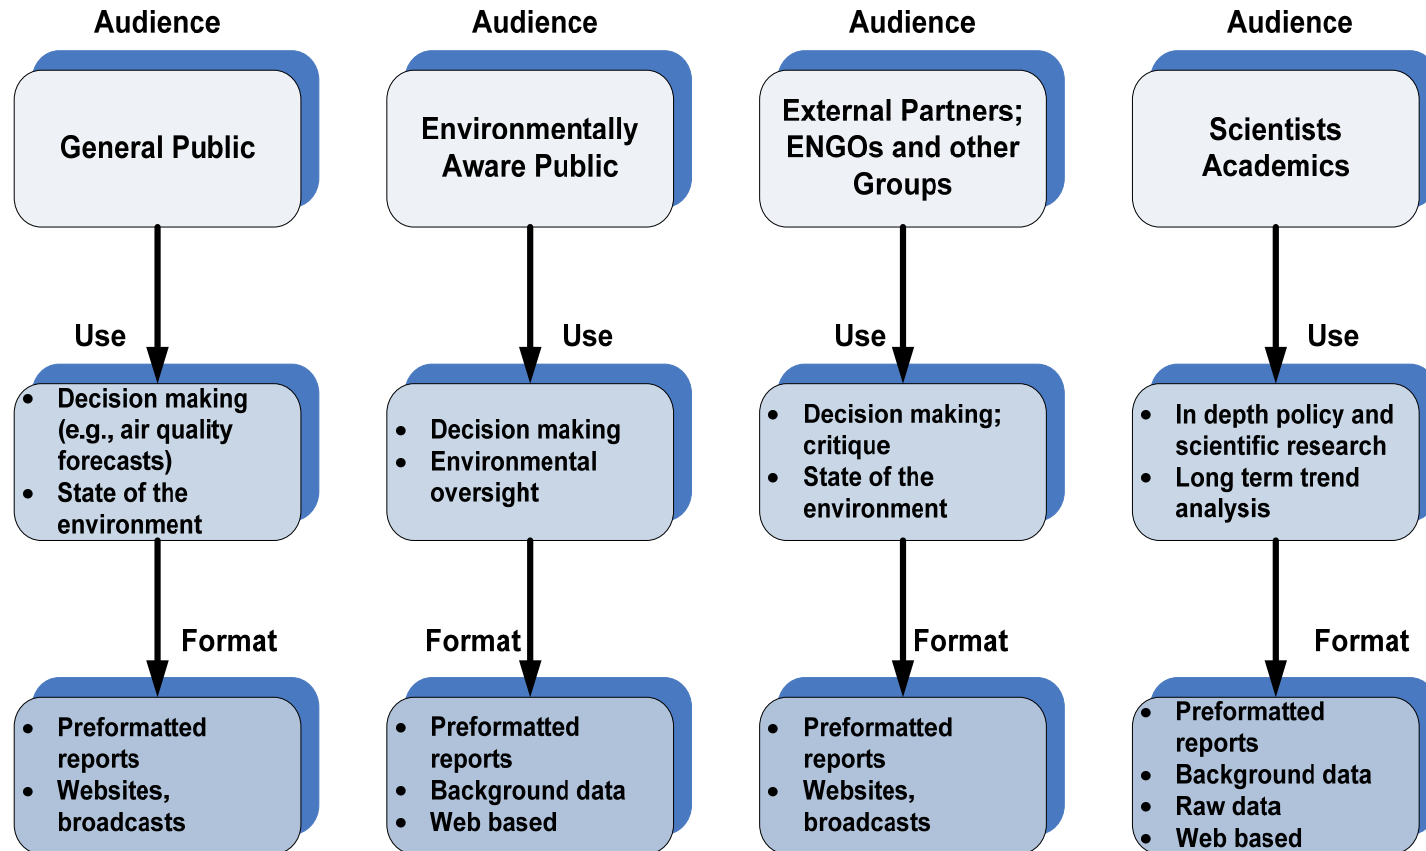 Audience
General Public
Use
• Decision making
(e.g., air quality
forecasts)
• State of the
environment
Format
• Preformatted
reports
• Websites,
broadcasts
Audience
Environmentally
Aware Public
Use
• Decision making
• Environmental
oversight
Format
• Preformatted
reports
• Background data
• Web based
Audience
External Partners;
ENGOs and other
Groups
Use
• Decision making;
critique
• State of the
environment
Format
• Preformatted
reports
• Websites,
broadcasts
Audience
Scientists
Academics
Use
• In depth policy and
scientific research
• Long term trend
analysis
Format
• Preformatted
reports
• Background data
• Raw data
• Web based